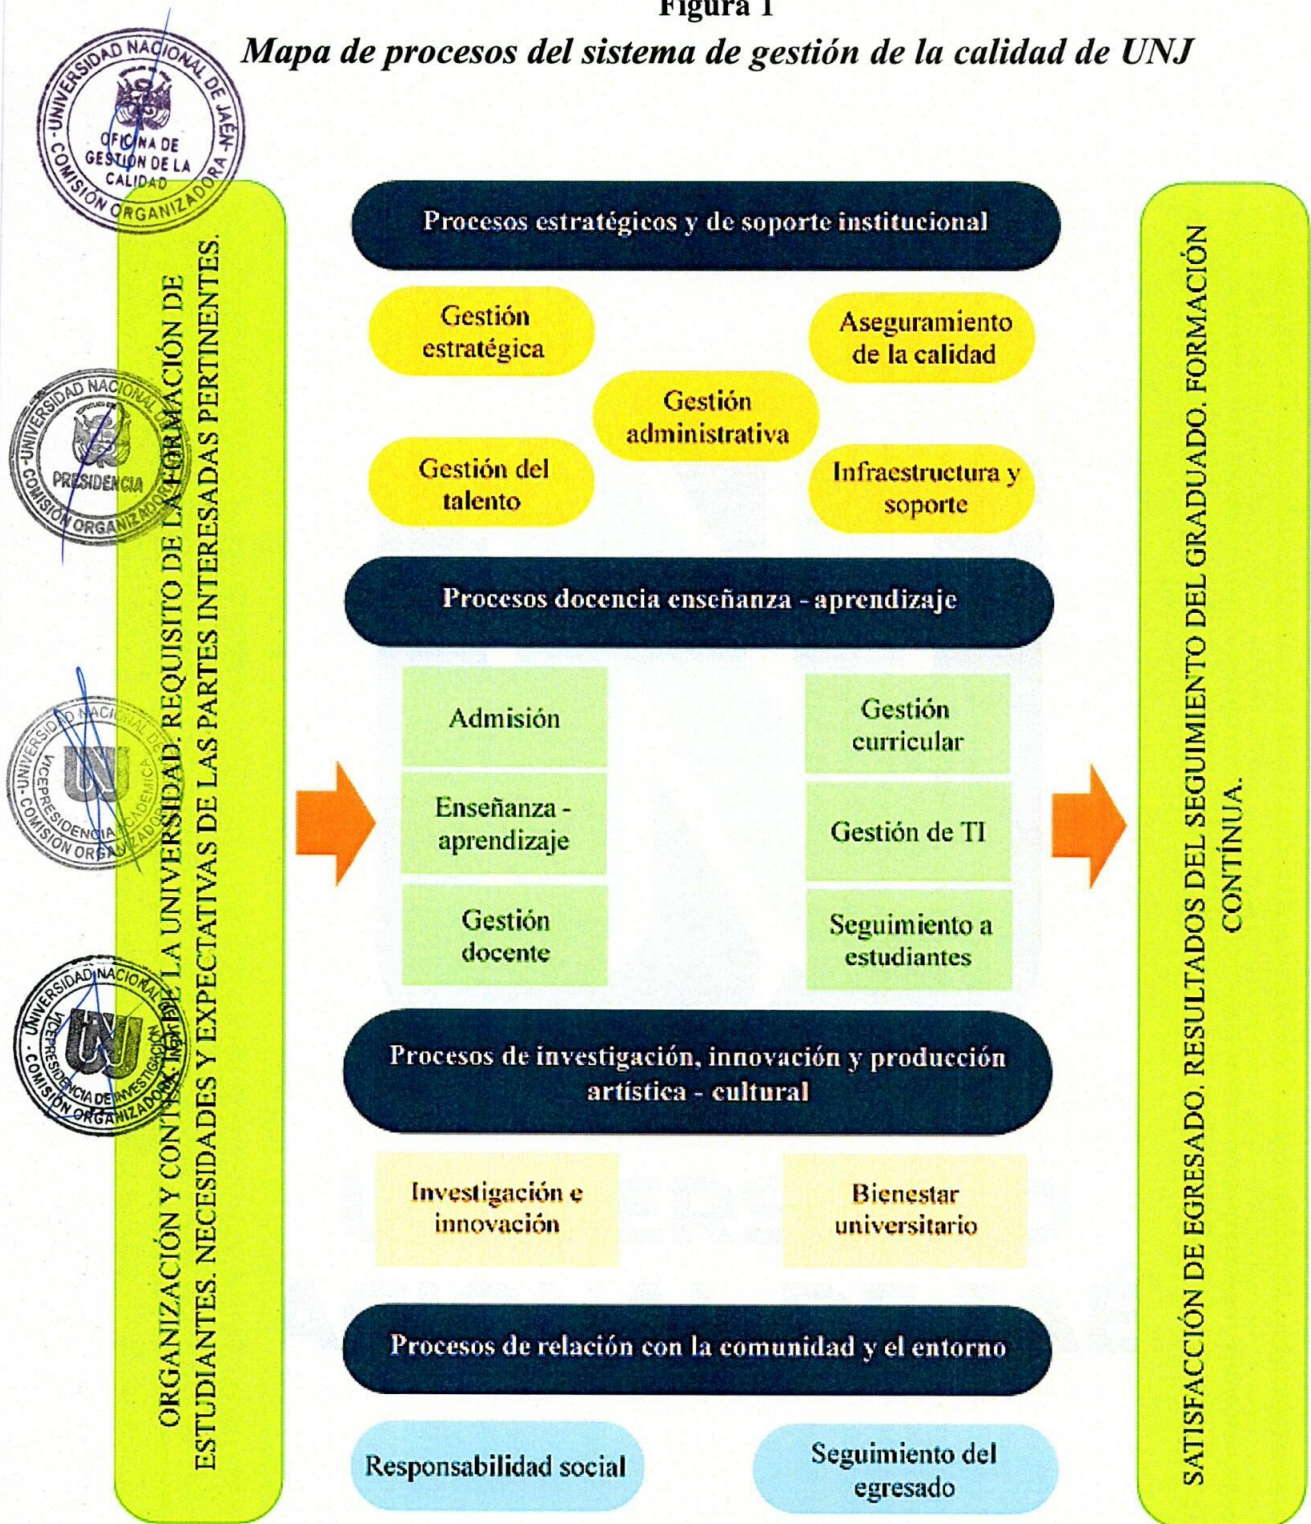 Figura 1
Mapa de procesos del sistema de gestión de la calidad de UNJ
UNIVERSIDAD NACIONAL DE JAÉN
OFICINA DE
GESTIÓN DE LA
CALIDAD
COMISIÓN ORGANIZADORA
UNIVERSIDAD NACIONAL
PRESIDENCIA
COMISIÓN ORGANIZADORA
UNIVERSIDAD NACIONAL DE
VICEPRESIDENCIA ACADÉMICA
UNJ
COMISIÓN ORGANIZADORA
UNIVERSIDAD NACIONAL DE
VICEPRESIDENCIA DE INVESTIGACIÓN
UNJ
COMISIÓN ORGANIZADORA
ORGANIZACIÓN Y DE LA UNIVERSIDAD. REQUISITO DE LA FORMACIÓN DE
ESTUDIANTES. NECESIDADES Y EXPECTATIVAS DE LAS PARTES INTERESADAS PERTINENTES.
Procesos estratégicos y de soporte institucional
Gestión
estratégica
Aseguramiento
de la calidad
Gestión
administrativa
Gestión del
talento
Infraestructura y
soporte
Procesos docencia enseñanza - aprendizaje
Admisión
Gestión
curricular
Enseñanza -
aprendizaje
Gestión de TI
Gestión
docente
Seguimiento a
estudiantes
Procesos de investigación, innovación y producción
artística - cultural
Investigación e
innovación
Bienestar
universitario
Procesos de relación con la comunidad y el entorno
Responsabilidad social
Seguimiento del
egresado
SATISFACCIÓN DE EGRESADO. RESULTADOS DEL SEGUIMIENTO DEL GRADUADO. FORMACIÓN
CONTÍNUA.